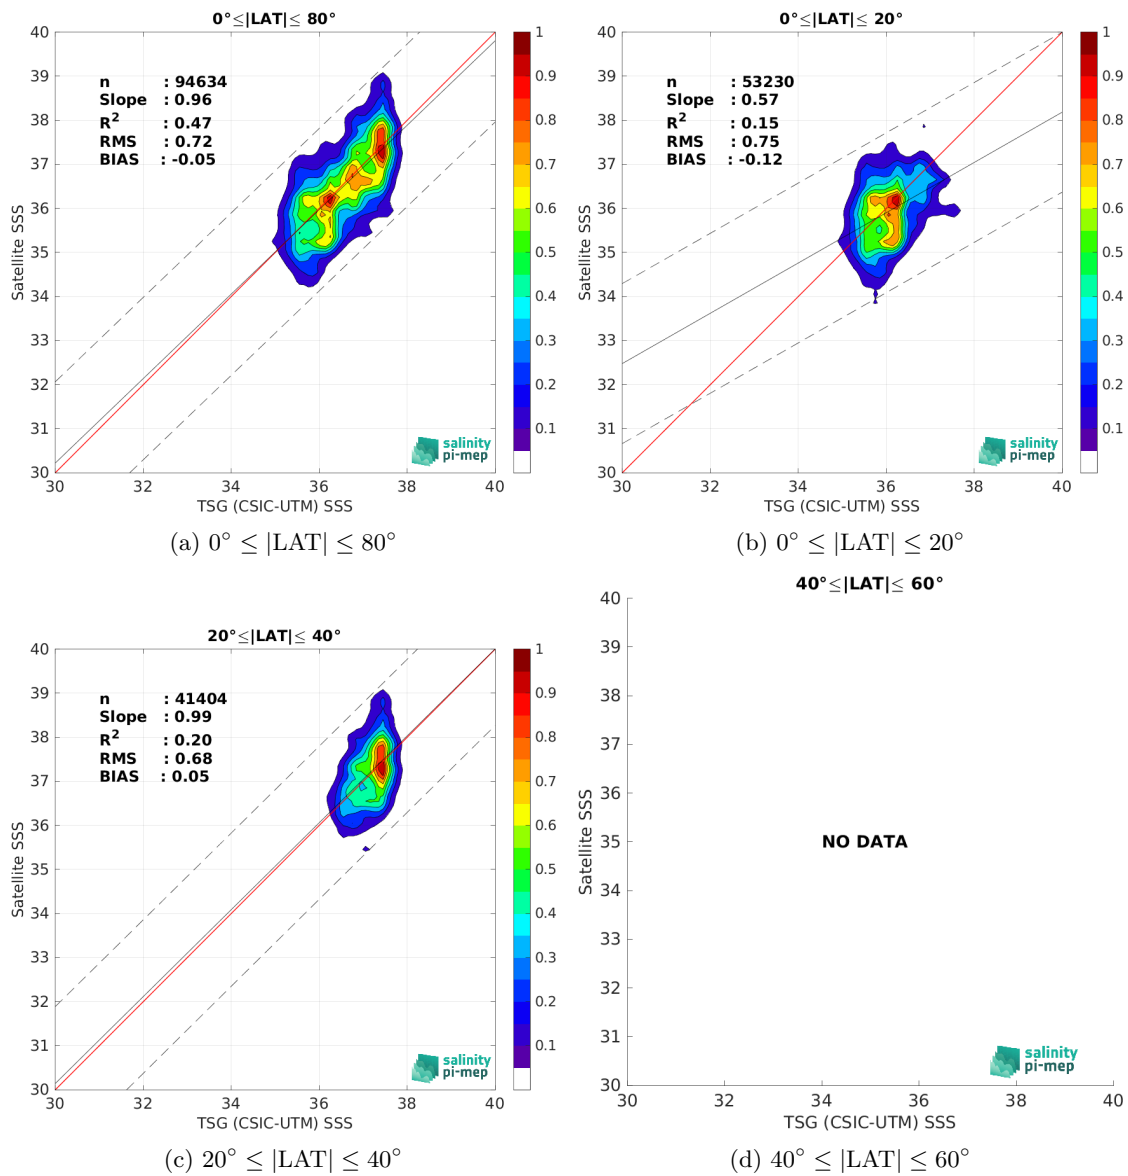 0°≤|LAT|≤ 80°
40
39
38
37
36
35
34
33
32
31
30
n : 94634
Slope : 0.96
R² : 0.47
RMS : 0.72
BIAS : -0.05
1
0.9
0.8
0.7
0.6
0.5
0.4
0.3
0.2
0.1
Satellite SSS
salinity
pi-mep
30 32 34 36 38 40
TSG (CSIC-UTM) SSS
(a) 0° ≤ |LAT| ≤ 80°
0°≤|LAT|≤ 20°
40
39
38
37
36
35
34
33
32
31
30
n : 53230
Slope : 0.57
R² : 0.15
RMS : 0.75
BIAS : -0.12
1
0.9
0.8
0.7
0.6
0.5
0.4
0.3
0.2
0.1
Satellite SSS
salinity
pi-mep
30 32 34 36 38 40
TSG (CSIC-UTM) SSS
(b) 0° ≤ |LAT| ≤ 20°
20°≤|LAT|≤ 40°
40
39
38
37
36
35
34
33
32
31
30
n : 41404
Slope : 0.99
R² : 0.20
RMS : 0.68
BIAS : 0.05
1
0.9
0.8
0.7
0.6
0.5
0.4
0.3
0.2
0.1
Satellite SSS
salinity
pi-mep
30 32 34 36 38 40
TSG (CSIC-UTM) SSS
(c) 20° ≤ |LAT| ≤ 40°
40°≤|LAT|≤ 60°
40
39
38
37
36
35
34
33
32
31
30
NO DATA
Satellite SSS
salinity
pi-mep
30 32 34 36 38 40
TSG (CSIC-UTM) SSS
(d) 40° ≤ |LAT| ≤ 60°